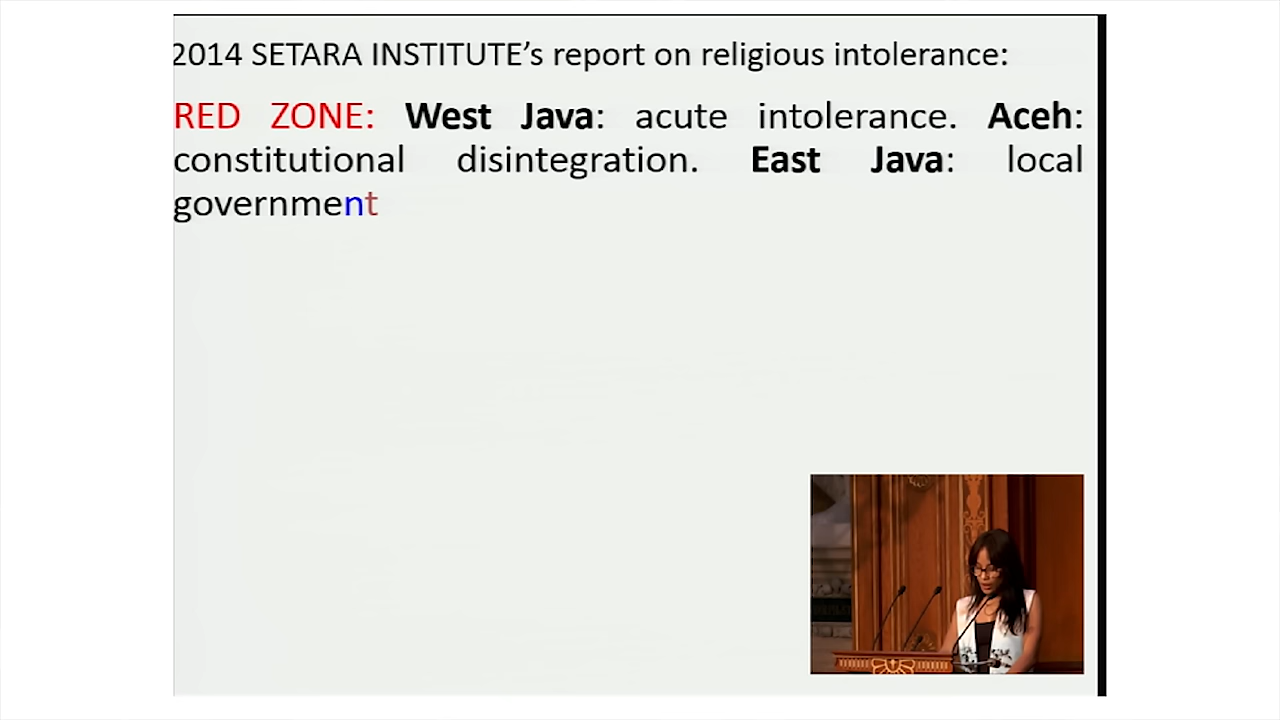 2014 SETARA INSTITUTE’s report on religious intolerance:
RED ZONE: West Java: acute intolerance. Aceh:
constitutional disintegration. East Java: local
government